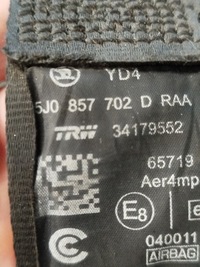 YD4
5J0 857 702 D RAA
TRW 34179552
65719
Aer4mp
E8
e
040011
AIRBAG